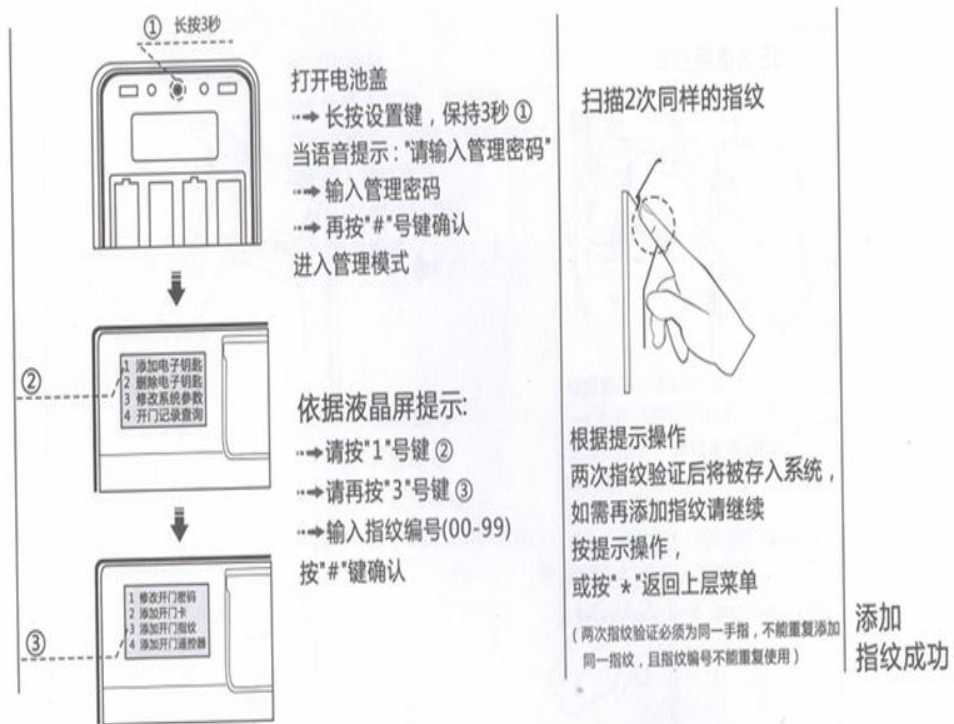 ① 长按3秒
打开电池盖
┅➔ 长按设置键，保持3秒 ①
当语音提示："请输入管理密码"
┅➔ 输入管理密码
┅➔ 再按"#"号键确认
进入管理模式
②
1 添加电子钥匙
2 删除电子钥匙
3 修改系统参数
4 开门记录查询
依据液晶屏提示:
┅➔请按"1"号键 ②
┅➔请再按"3"号键 ③
┅➔输入指纹编号(00-99)
按"#"键确认
③
1 修改开门密码
2 添加开门卡
3 添加开门指纹
4 添加开门遥控器
扫描2次同样的指纹
根据提示操作
两次指纹验证后将被存入系统，
如需再添加指纹请继续
按提示操作，
或按"*"返回上层菜单
(两次指纹验证必须为同一手指，不能重复添加
同一指纹，且指纹编号不能重复使用)
添加
指纹成功